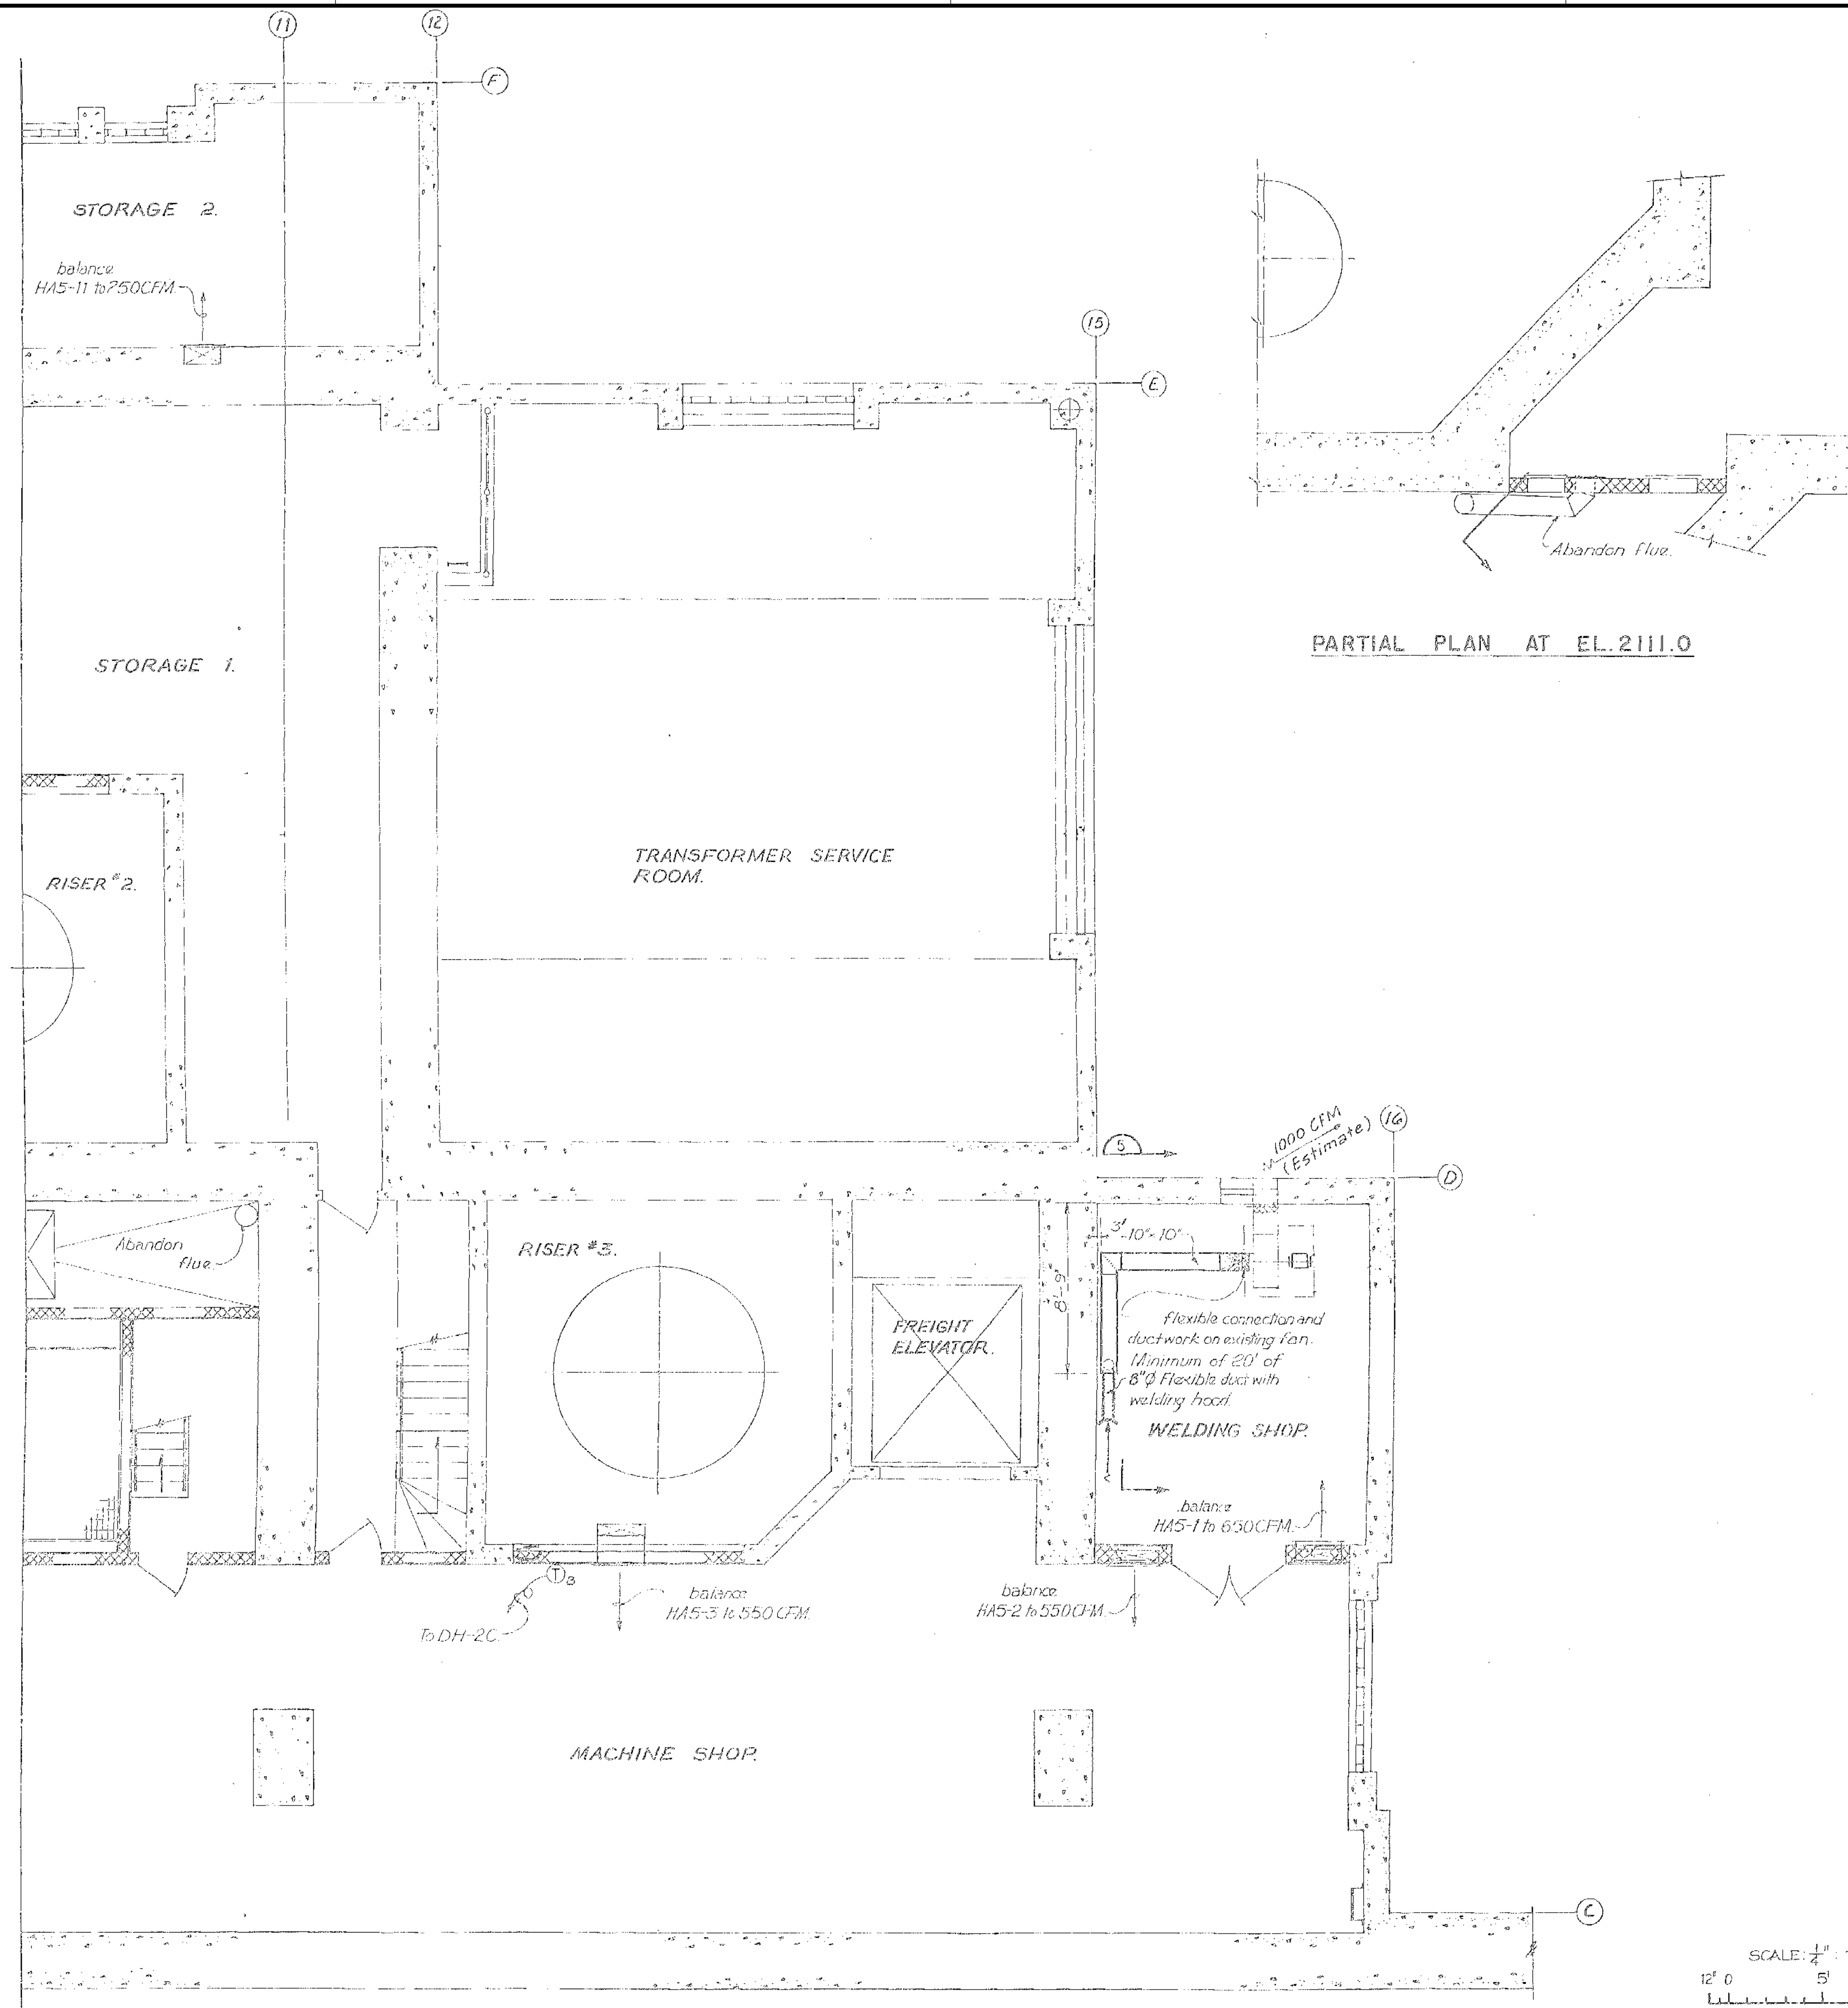 11
12
F
STORAGE 2.
balance
HA5-11 to 750CFM.
15
E
Abandon flue.
PARTIAL PLAN AT EL.2111.0
STORAGE 1.
TRANSFORMER SERVICE
ROOM.
RISER #2.
1000 CFM
(Estimate)
16
S
D
Abandon
flue.
RISER #3.
3'
10"-10"
8'-9"
FREIGHT
ELEVATOR.
flexible connection and
ductwork on existing fan.
Minimum of 20' of
8"Ø Flexible duct with
welding hood.
WELDING SHOP.
balance
HA5-1 to 650CFM.
T B
To DH-2C.
balance
HA5-3 to 550 CFM.
balance
HA5-2 to 550CFM.
MACHINE SHOP.
C
SCALE: 1/4" :
12" 0 5'